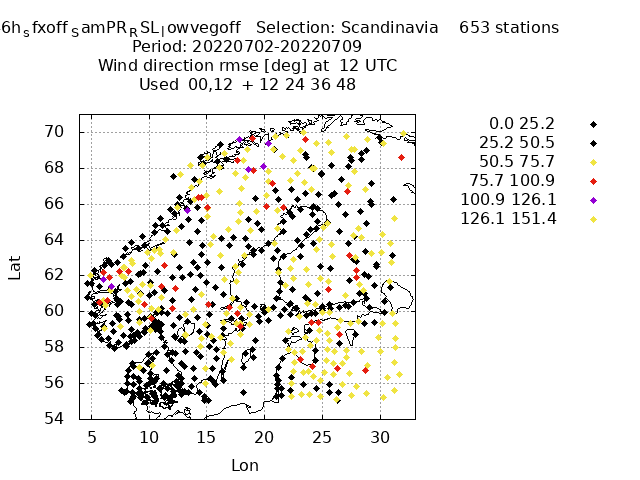 6h_sfxoff_samPR_RSL_lowvegoff Selection: Scandinavia 653 stations
Period: 20220702-20220709
Wind direction rmse [deg] at 12 UTC
Used 00,12 + 12 24 36 48
0.0 25.2
25.2 50.5
50.5 75.7
75.7 100.9
100.9 126.1
126.1 151.4
Lat
70
68
66
64
62
60
58
56
54
5 10 15 20 25 30
Lon